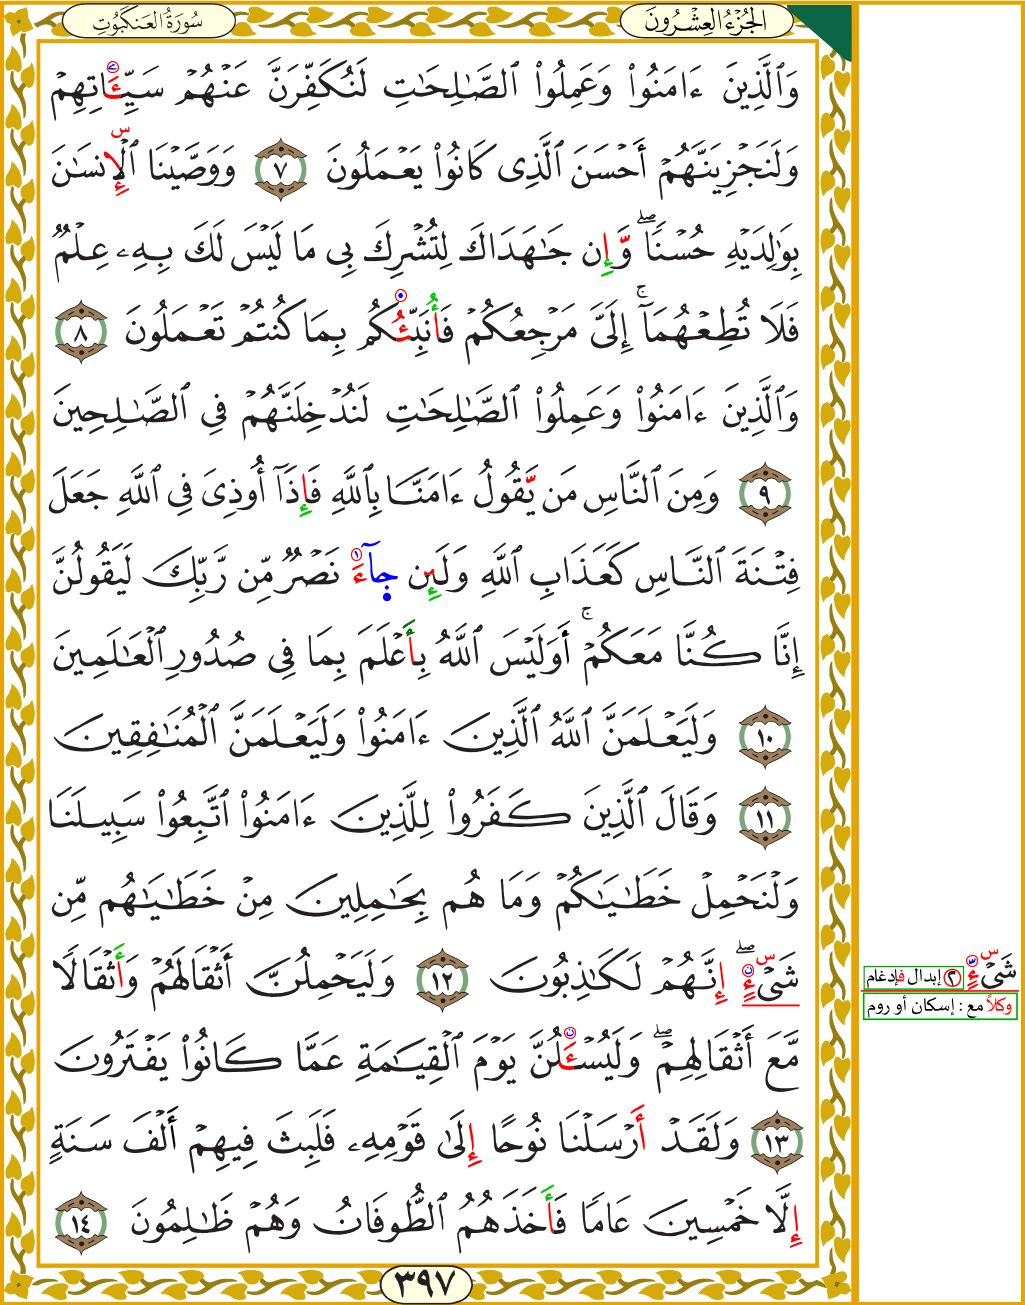 الجُزْءُ العِشْرُونَ
سُورَةُ العَنكَبُوتِ
وَٱلَّذِينَ ءَامَنُواْ وَعَمِلُواْ ٱلصَّٰلِحَٰتِ لَنُكَفِّرَنَّ عَنْهُمْ سَيِّـَٔاتِهِمْ
وَلَنَجْزِيَنَّهُمْ أَحْسَنَ ٱلَّذِى كَانُواْ يَعْمَلُونَ ٧ وَوَصَّيْنَا ٱلْإِنسَٰنَ
بِوَٰلِدَيْهِ حُسْنًاۖ وَّإِن جَٰهَدَاكَ لِتُشْرِكَ بِى مَا لَيْسَ لَكَ بِهِۦ عِلْمٌ
فَلَا تُطِعْهُمَآۚ إِلَىَّ مَرْجِعُكُمْ فَأُنَبِّئُكُم بِمَا كُنتُمْ تَعْمَلُونَ ٨
وَٱلَّذِينَ ءَامَنُواْ وَعَمِلُواْ ٱلصَّٰلِحَٰتِ لَنُدْخِلَنَّهُمْ فِى ٱلصَّٰلِحِينَ
٩ وَمِنَ ٱلنَّاسِ مَن يَّقُولُ ءَامَنَّا بِٱللَّهِ فَإِذَآ أُوذِىَ فِى ٱللَّهِ جَعَلَ
فِتْنَةَ ٱلنَّاسِ كَعَذَابِ ٱللَّهِ وَلَئِن جَآءَ نَصْرٌ مِّن رَّبِّكَ لَيَقُولُنَّ
إِنَّا كُنَّا مَعَكُمْۚ أَوَلَيْسَ ٱللَّهُ بِأَعْلَمَ بِمَا فِى صُدُورِ ٱلْعَٰلَمِينَ
١٠ وَلَيَعْلَمَنَّ ٱللَّهُ ٱلَّذِينَ ءَامَنُواْ وَلَيَعْلَمَنَّ ٱلْمُنَٰفِقِينَ
١١ وَقَالَ ٱلَّذِينَ كَفَرُواْ لِلَّذِينَ ءَامَنُواْ ٱتَّبِعُواْ سَبِيلَنَا
وَلْنَحْمِلْ خَطَٰيَٰكُمْ وَمَا هُم بِحَٰمِلِينَ مِنْ خَطَٰيَٰهُم مِّن
شَىْءٍۖ إِنَّهُمْ لَكَٰذِبُونَ ١٢ وَلَيَحْمِلُنَّ أَثْقَالَهُمْ وَأَثْقَالًا
مَّعَ أَثْقَالِهِمْۖ وَلَيُسْـَٔلُنَّ يَوْمَ ٱلْقِيَٰمَةِ عَمَّا كَانُواْ يَفْتَرُونَ
١٣ وَلَقَدْ أَرْسَلْنَا نُوحًا إِلَىٰ قَوْمِهِۦ فَلَبِثَ فِيهِمْ أَلْفَ سَنَةٍ
إِلَّا خَمْسِينَ عَامًا فَأَخَذَهُمُ ٱلطُّوفَانُ وَهُمْ ظَٰلِمُونَ ١٤
٣٩٧
شَىْءٍ ٢ إبدال فإدغام
وكلاً مع : إسكان أو روم